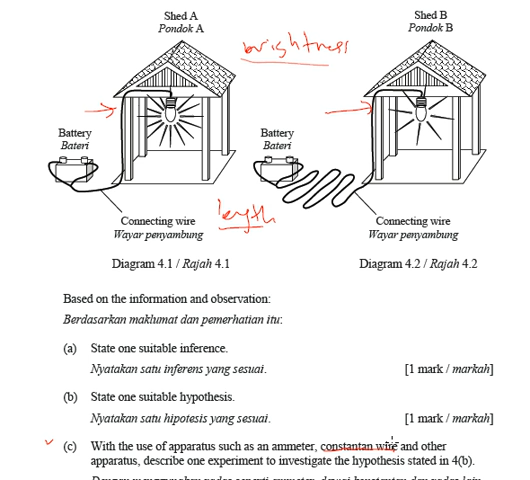 Shed A
Pondok A
Shed B
Pondok B
brightness
Battery
Bateri
Battery
Bateri
length
Connecting wire
Wayar penyambung
Connecting wire
Wayar penyambung
Diagram 4.1 / Rajah 4.1
Diagram 4.2 / Rajah 4.2
Based on the information and observation:
Berdasarkan maklumat dan pemerhatian itu:
(a) State one suitable inference.
Nyatakan satu inferens yang sesuai. [1 mark / markah]
(b) State one suitable hypothesis.
Nyatakan satu hipotesis yang sesuai. [1 mark / markah]
(c) With the use of apparatus such as an ammeter, constantan wire and other
apparatus, describe one experiment to investigate the hypothesis stated in 4(b).